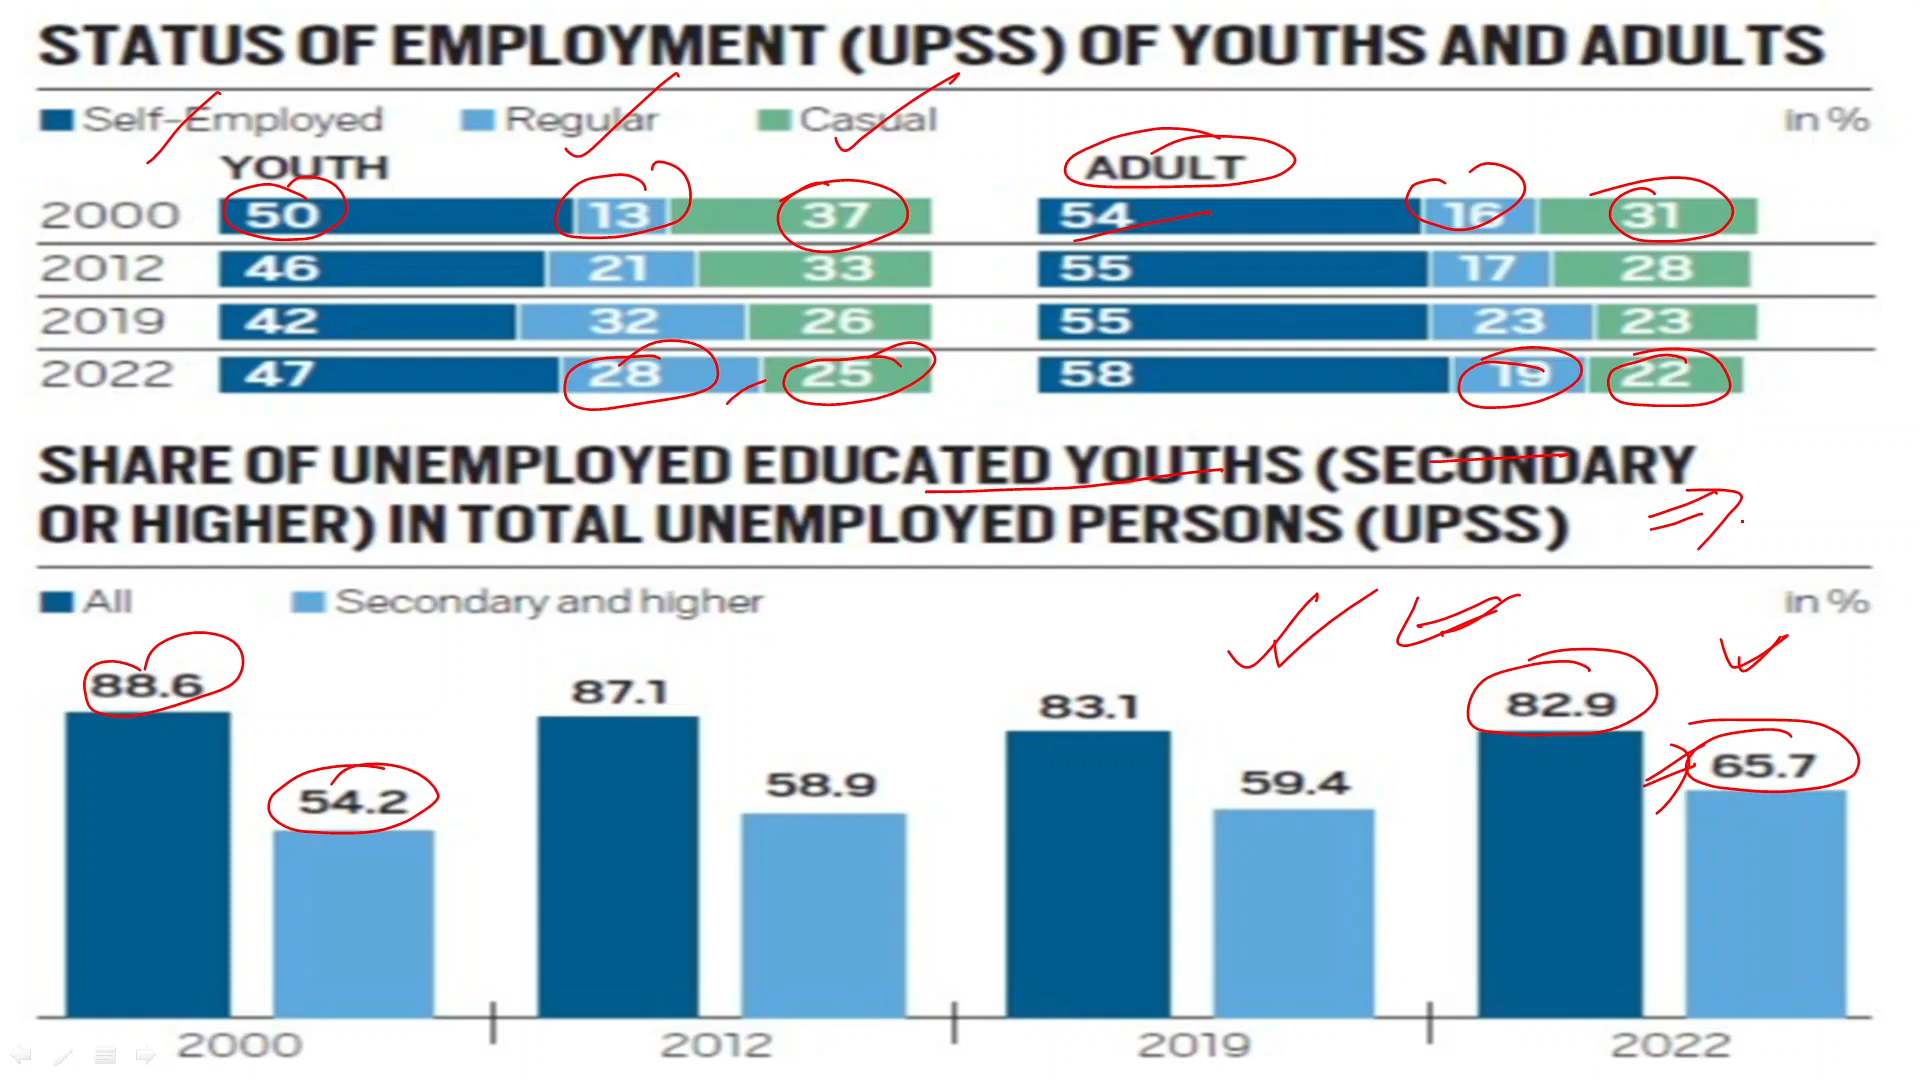 STATUS OF EMPLOYMENT (UPSS) OF YOUTHS AND ADULTS
Self-Employed Regular Casual in %
YOUTH ADULT
2000 50 13 37 54 16 31
2012 46 21 33 55 17 28
2019 42 32 26 55 23 23
2022 47 28 25 58 19 22
SHARE OF UNEMPLOYED EDUCATED YOUTHS (SECONDARY
OR HIGHER) IN TOTAL UNEMPLOYED PERSONS (UPSS)
All Secondary and higher in %
88.6 54.2 87.1 58.9 83.1 59.4 82.9 65.7
2000 2012 2019 2022